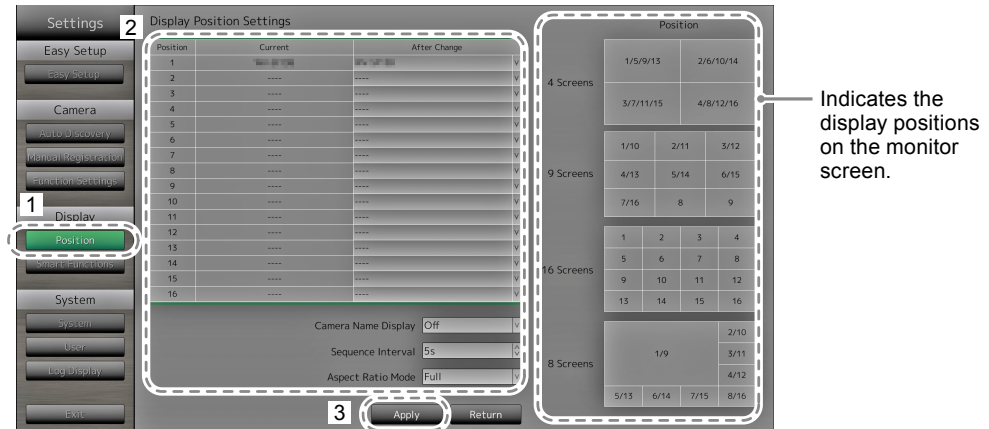 Settings
Easy Setup
Easy Setup
Camera
Auto Discovery
Manual Registration
Function Settings
1
Display
Position
Smart Functions
System
System
User
Log Display
Exit
2
Display Position Settings
Position Current After Change
1
2 ---- ----
3 ---- ----
4 ---- ----
5 ---- ----
6 ---- ----
7 ---- ----
8 ---- ----
9 ---- ----
10 ---- ----
11 ---- ----
12 ---- ----
13 ---- ----
14 ---- ----
15 ---- ----
16 ---- ----
Camera Name Display Off
Sequence Interval 5s
Aspect Ratio Mode Full
3
Apply Return
Position
4 Screens
1/5/9/13 2/6/10/14
3/7/11/15 4/8/12/16
9 Screens
1/10 2/11 3/12
4/13 5/14 6/15
7/16 8 9
16 Screens
1 2 3 4
5 6 7 8
9 10 11 12
13 14 15 16
8 Screens
1/9
2/10
3/11
4/12
5/13 6/14 7/15 8/16
Indicates the
display positions
on the monitor
screen.